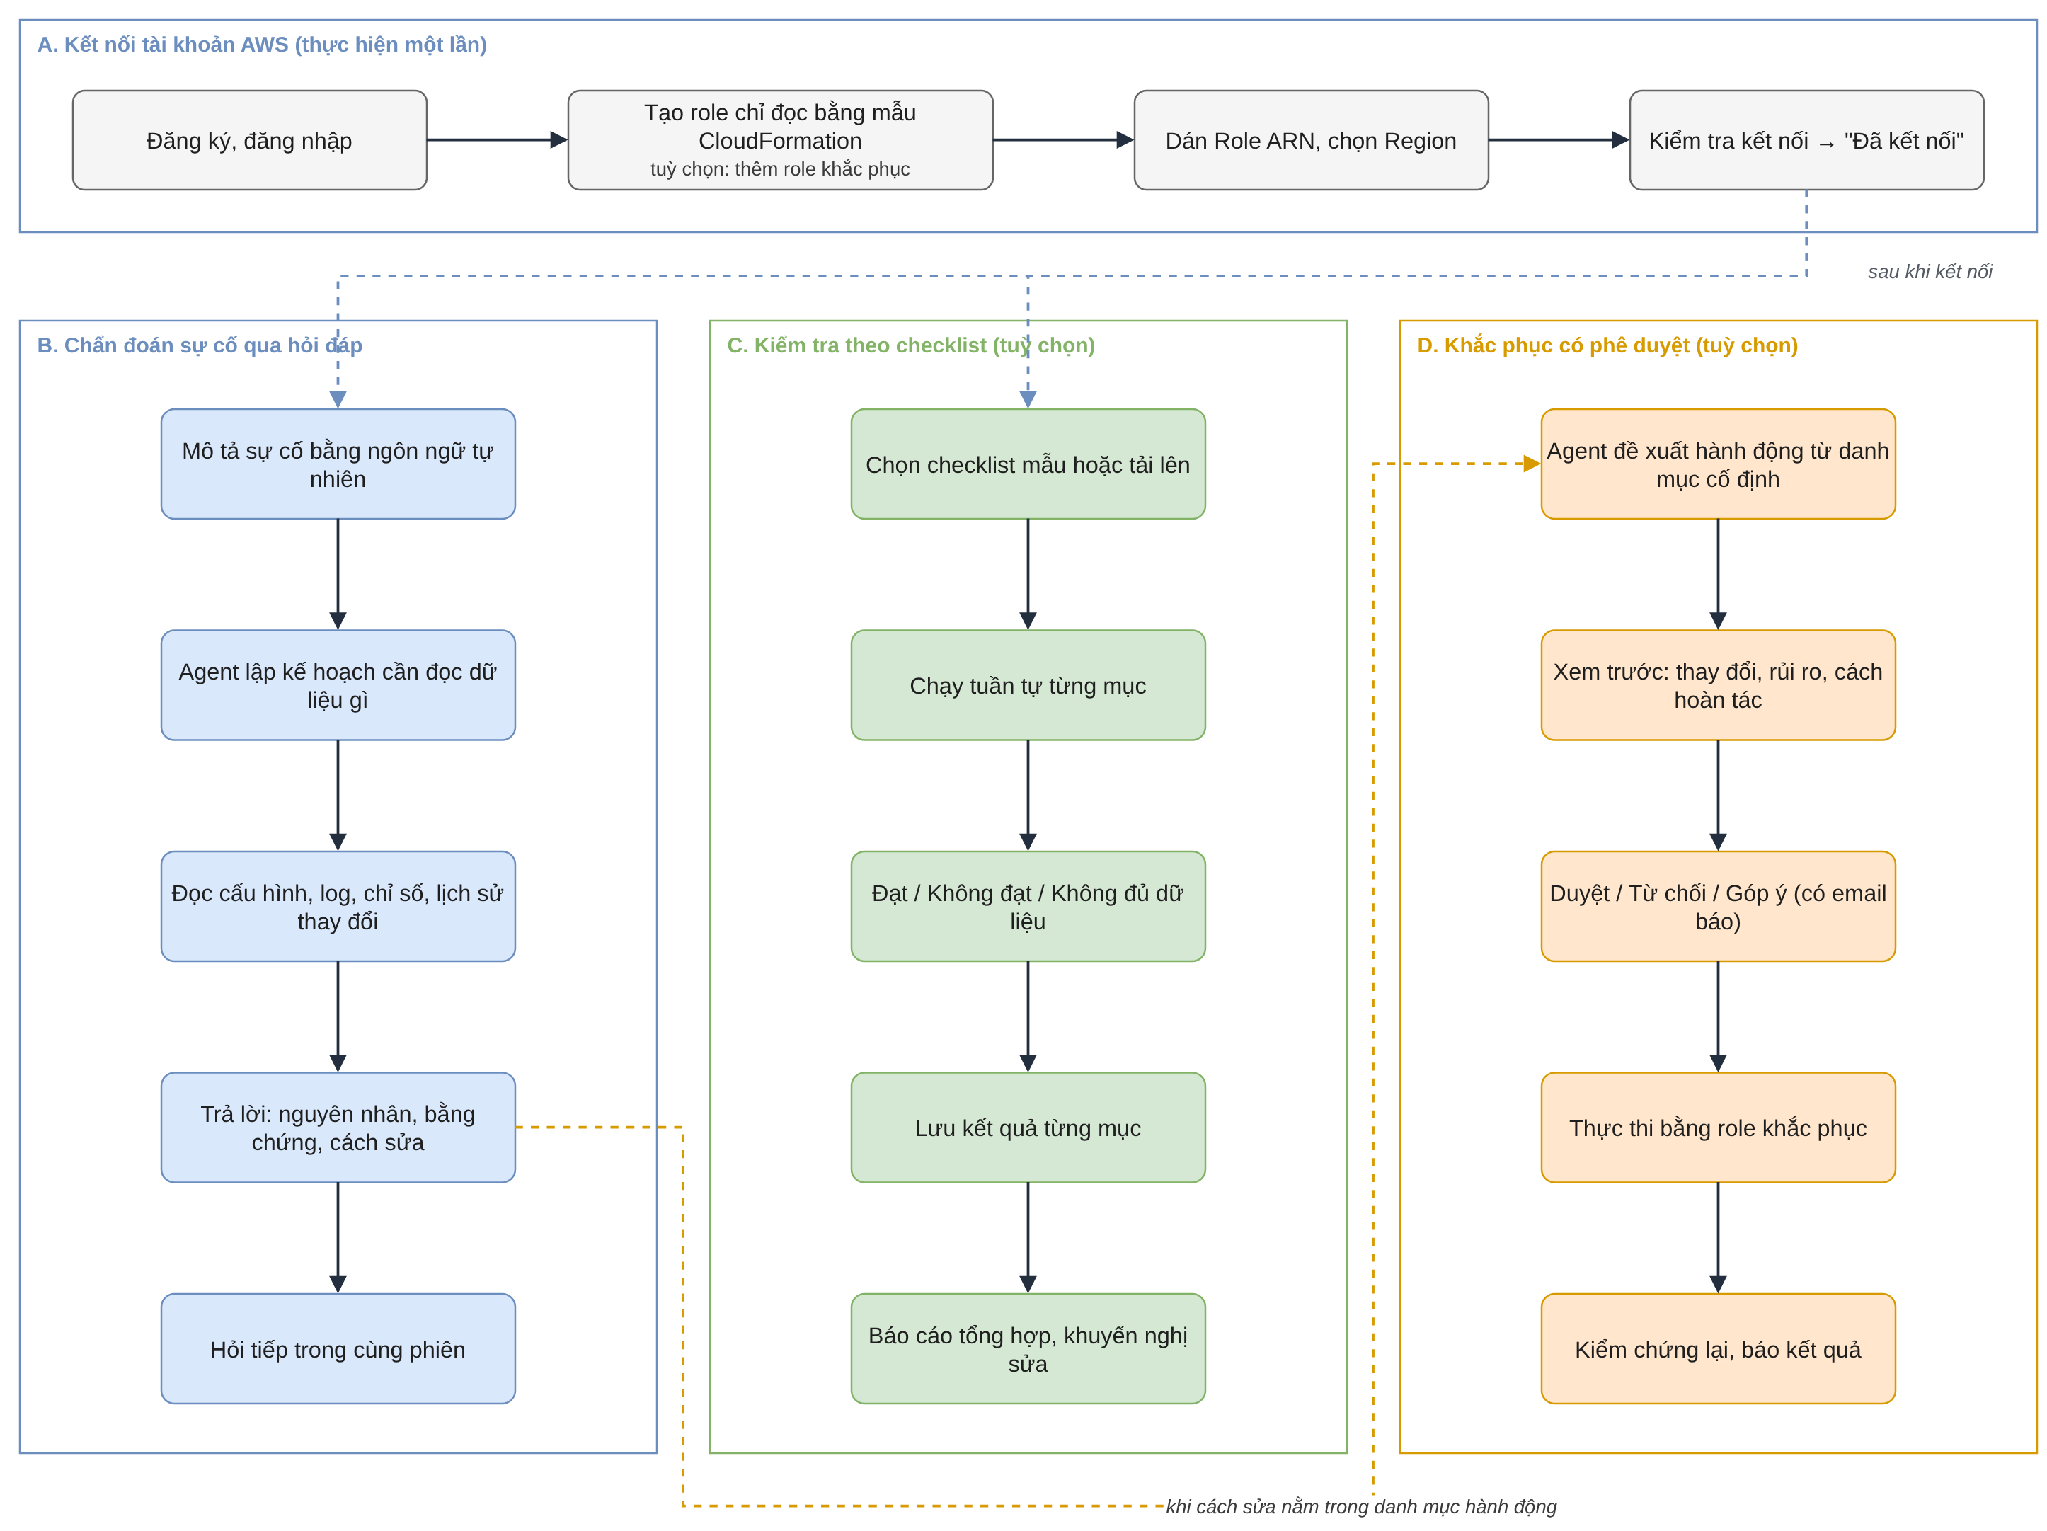 A. Kết nối tài khoản AWS (thực hiện một lần)
Đăng ký, đăng nhập
Tạo role chỉ đọc bằng mẫu
CloudFormation
tuỳ chọn: thêm role khắc phục
Dán Role ARN, chọn Region
Kiểm tra kết nối → "Đã kết nối"
sau khi kết nối
B. Chẩn đoán sự cố qua hỏi đáp
Mô tả sự cố bằng ngôn ngữ tự
nhiên
Agent lập kế hoạch cần đọc dữ
liệu gì
Đọc cấu hình, log, chỉ số, lịch sử
thay đổi
Trả lời: nguyên nhân, bằng
chứng, cách sửa
Hỏi tiếp trong cùng phiên
C. Kiểm tra theo checklist (tuỳ chọn)
Chọn checklist mẫu hoặc tải lên
Chạy tuần tự từng mục
Đạt / Không đạt / Không đủ dữ
liệu
Lưu kết quả từng mục
Báo cáo tổng hợp, khuyến nghị
sửa
D. Khắc phục có phê duyệt (tuỳ chọn)
Agent đề xuất hành động từ danh
mục cố định
Xem trước: thay đổi, rủi ro, cách
hoàn tác
Duyệt / Từ chối / Góp ý (có email
báo)
Thực thi bằng role khắc phục
Kiểm chứng lại, báo kết quả
khi cách sửa nằm trong danh mục hành động